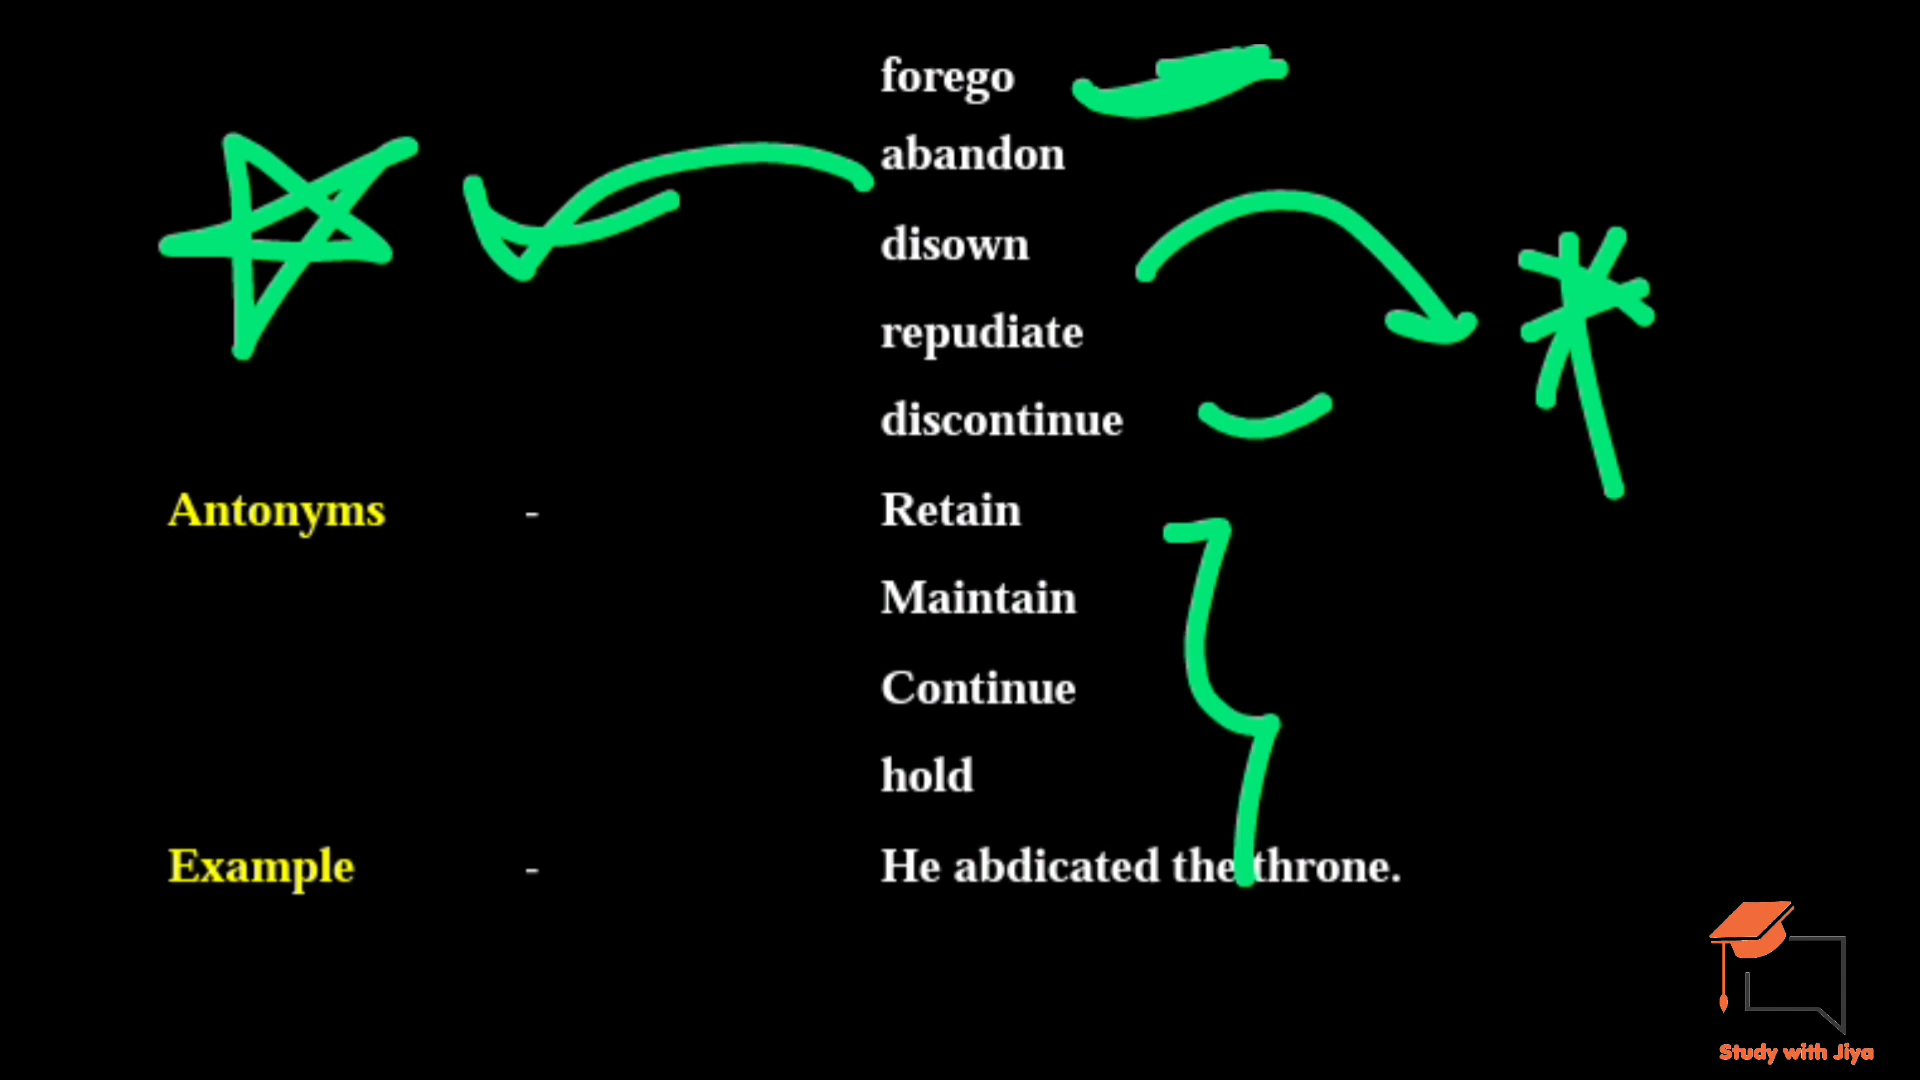 forego
abandon
disown
repudiate
discontinue
Antonyms - Retain
Maintain
Continue
hold
Example - He abdicated the throne.
Study with Jiya